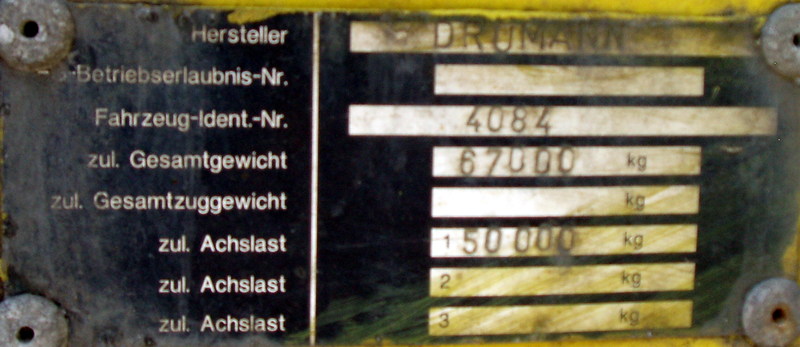 Hersteller DRUMANN
-Betriebserlaubnis-Nr.
Fahrzeug-Ident.-Nr. 4084
zul. Gesamtgewicht 67000 kg
zul. Gesamtzuggewicht kg
zul. Achslast 1 50000 kg
zul. Achslast 2 kg
zul. Achslast 3 kg